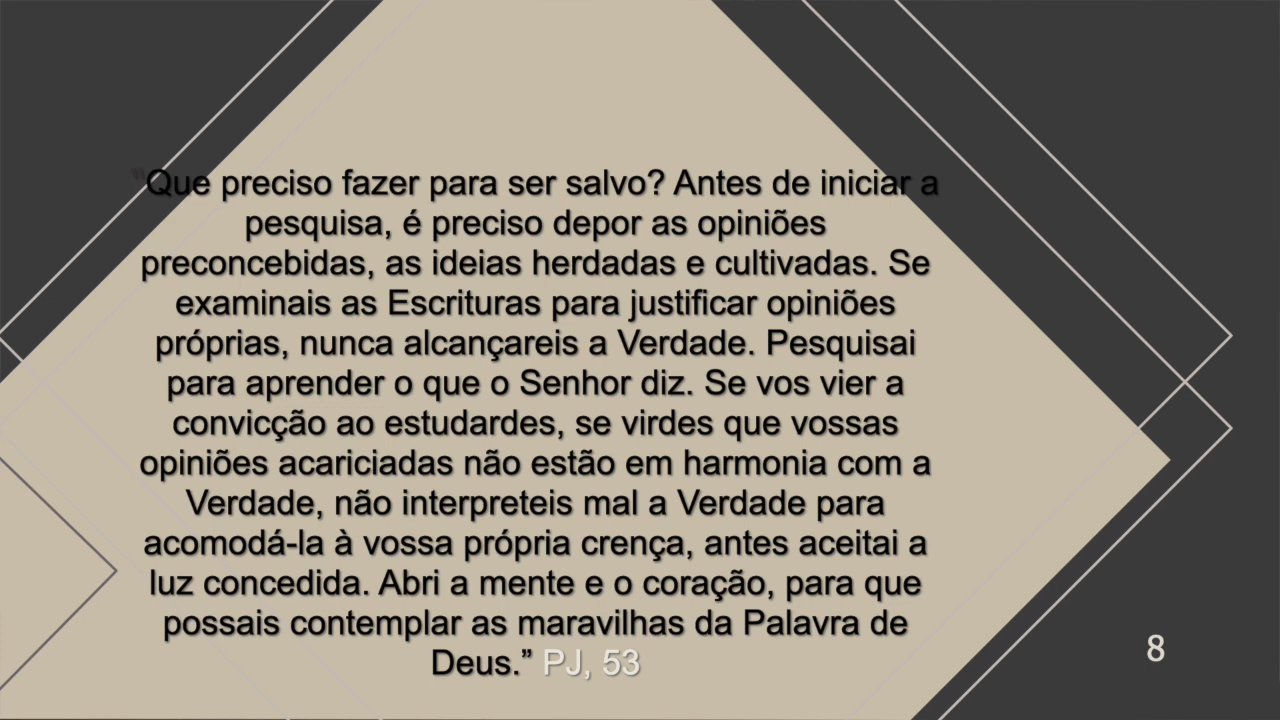 "Que preciso fazer para ser salvo? Antes de iniciar a
pesquisa, é preciso depor as opiniões
preconcebidas, as ideias herdadas e cultivadas. Se
examinais as Escrituras para justificar opiniões
próprias, nunca alcançareis a Verdade. Pesquisai
para aprender o que o Senhor diz. Se vos vier a
convicção ao estudardes, se virdes que vossas
opiniões acariciadas não estão em harmonia com a
Verdade, não interpreteis mal a Verdade para
acomodá-la à vossa própria crença, antes aceitai a
luz concedida. Abri a mente e o coração, para que
possais contemplar as maravilhas da Palavra de
Deus.” PJ, 53
8